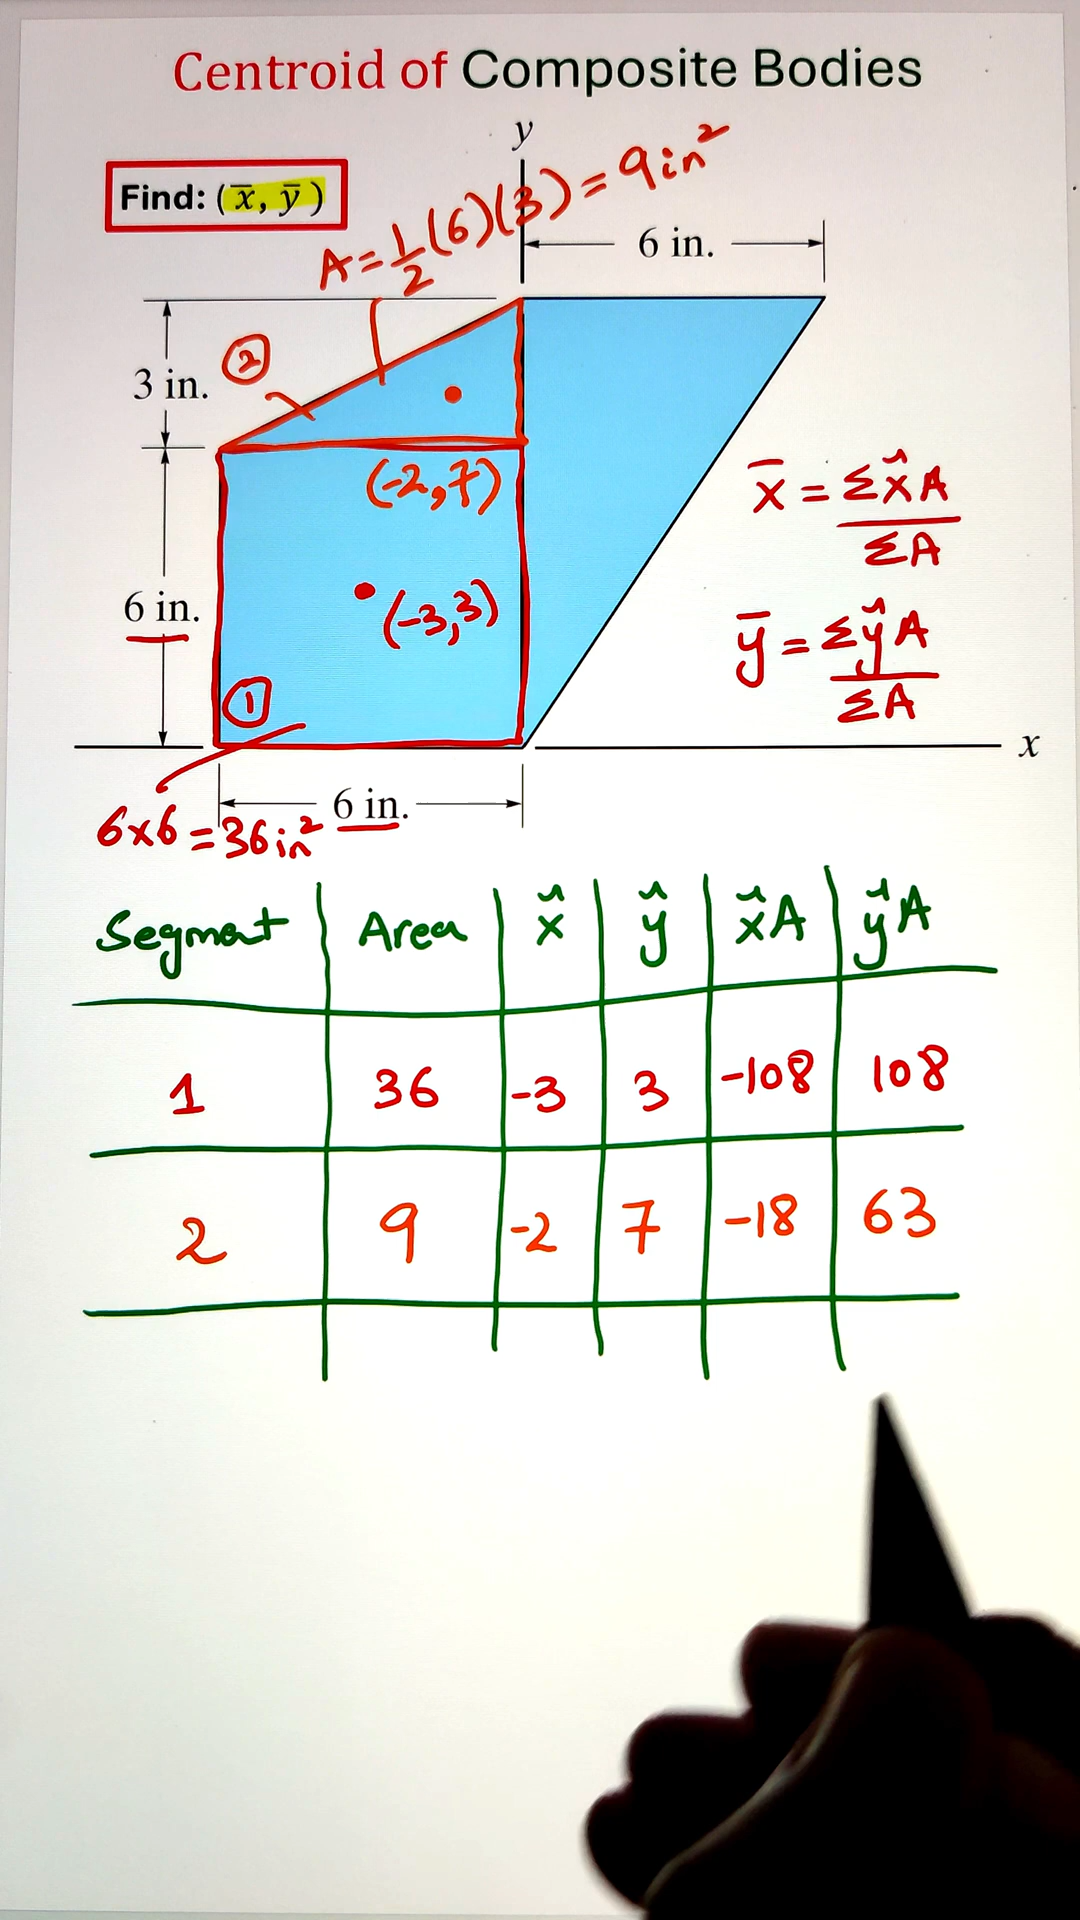 Centroid of Composite Bodies
y
Find: (x̄, ȳ)
A=½(6)(3)=9in²
6 in.
②
3 in.
(-2,7)
x̄=Σx̂A/ΣA
6 in.
(-3,3)
ȳ=ΣŷA/ΣA
①
x
6 in.
6x6=36in²
Segment Area x̂ ŷ x̂A ŷA
1 36 -3 3 -108 108
2 9 -2 7 -18 63